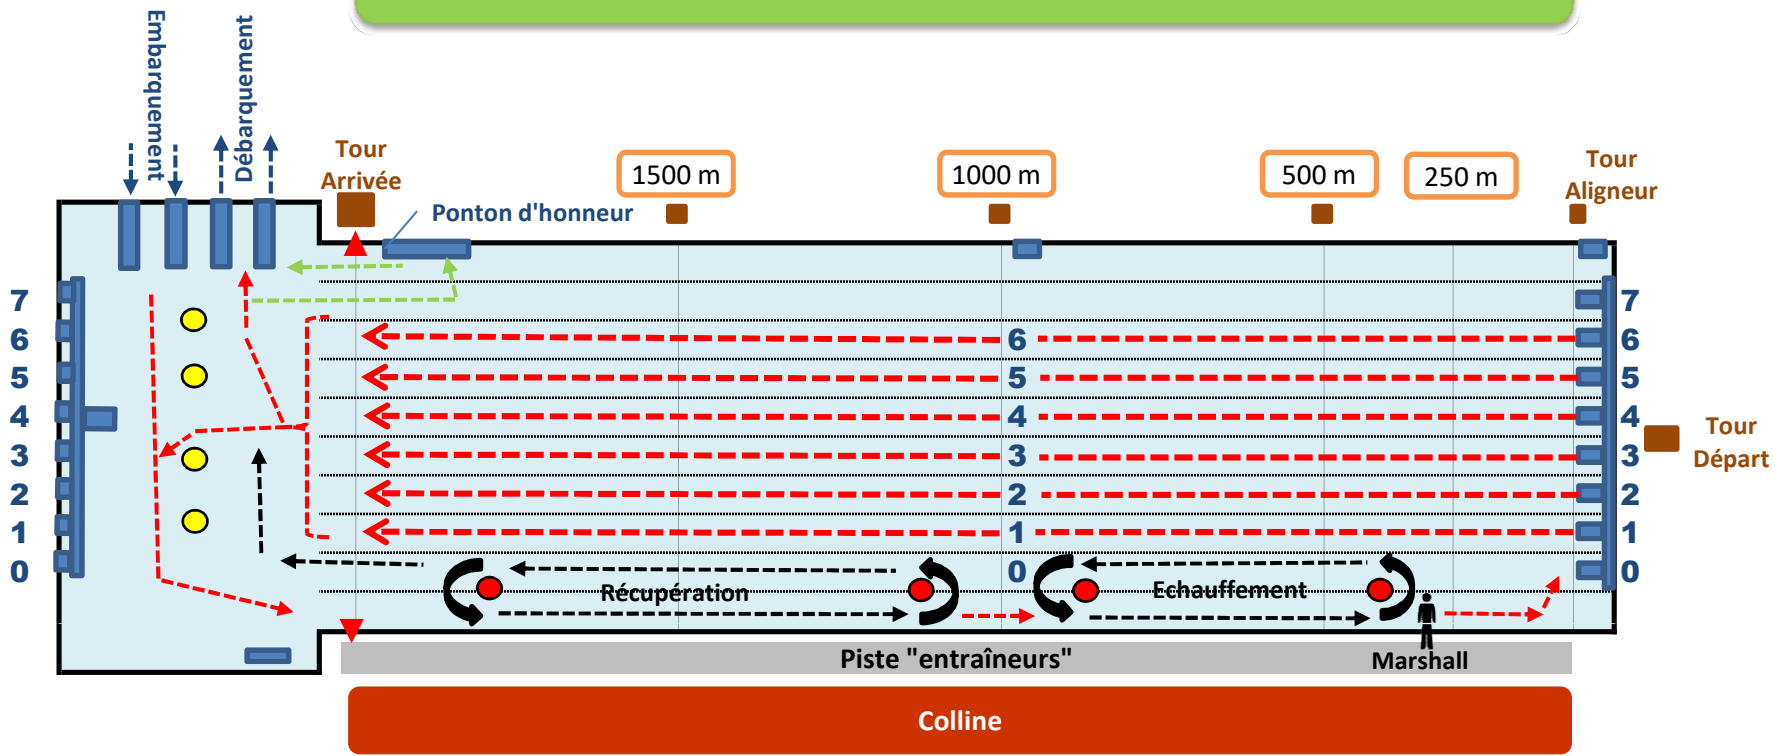 Embarquement
Débarquement
Tour
Arrivée
1500 m
1000 m
500 m
250 m
Tour
Aligneur
Ponton d'honneur
7
7
6
6
6
5
5
5
4
4
4
3
3
3
Tour
Départ
2
2
2
1
1
1
0
0
0
Récupération
Echauffement
Piste "entraîneurs"
Marshall
Colline